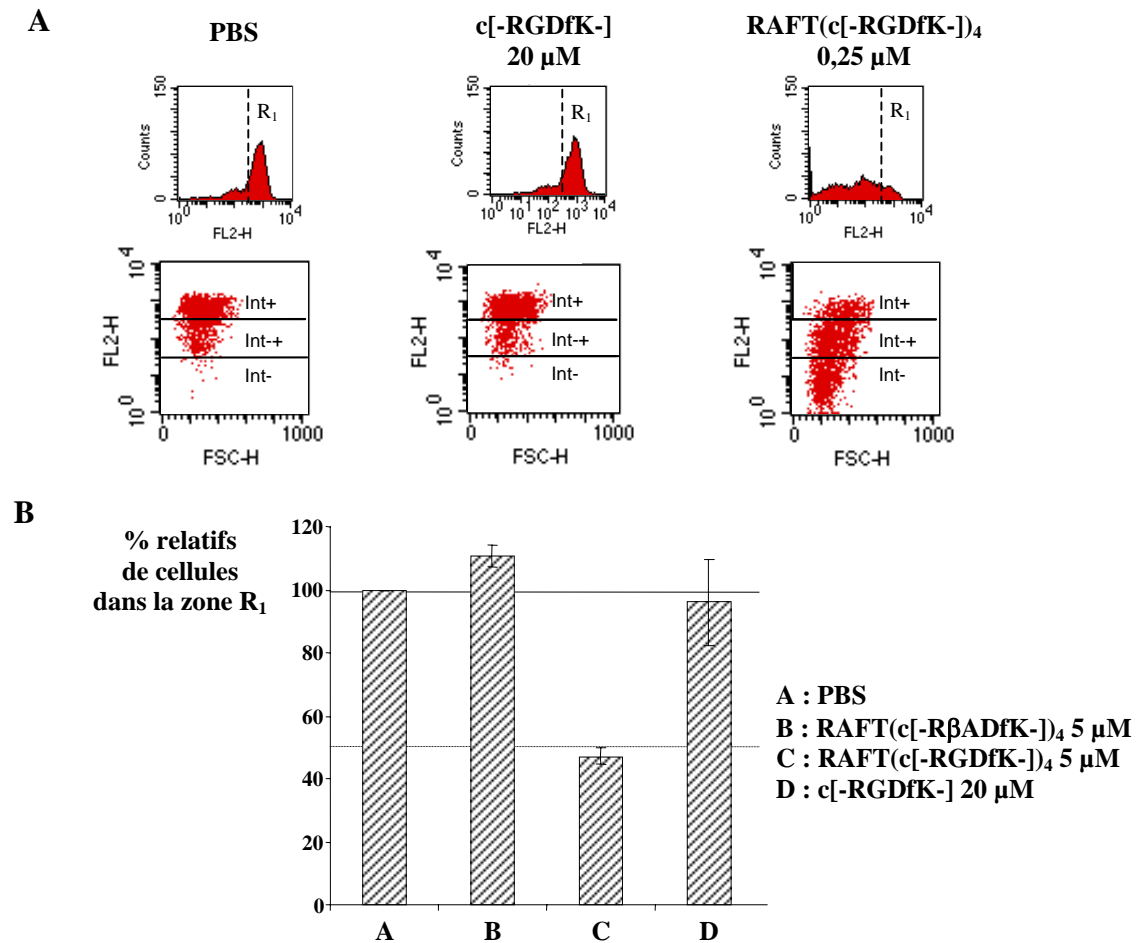 A
PBS
c[-RGDfK-]
20 µM
RAFT(c[-RGDfK-])4
0,25 µM
150
Counts
0
R1
10^0
10^4
FL2-H
150
Counts
0
R1
10^0 10^1 10^2 10^3 10^4
FL2-H
150
Counts
0
R1
10^0
10^4
FL2-H
10^4
FL2-H
10^0
Int+
Int-+
Int-
0
1000
FSC-H
10^4
FL2-H
10^0
Int+
Int-+
Int-
0
1000
FSC-H
10^4
FL2-H
10^0
Int+
Int-+
Int-
0
1000
FSC-H
B
% relatifs
de cellules
dans la zone R1
120
100
80
60
40
20
0
A
B
C
D
A : PBS
B : RAFT(c[-RβADfK-])4 5 µM
C : RAFT(c[-RGDfK-])4 5 µM
D : c[-RGDfK-] 20 µM